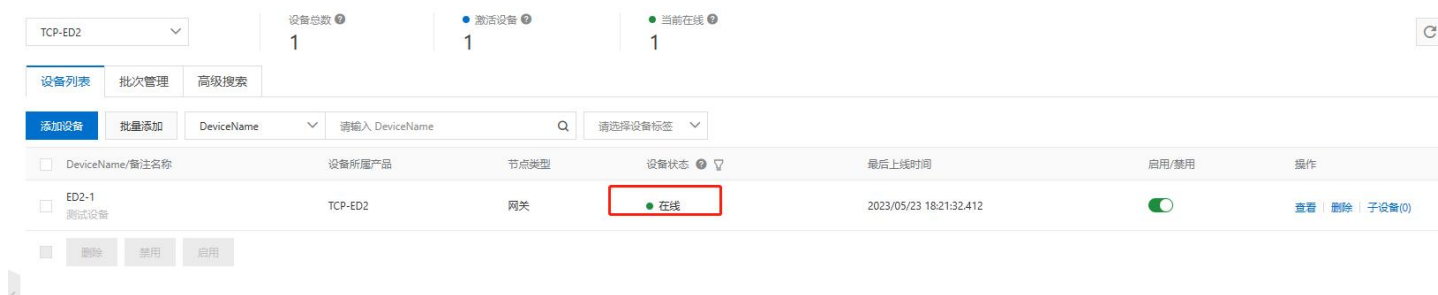 TCP-ED2
设备总数
1
激活设备
1
当前在线
1
设备列表 批次管理 高级搜索
添加设备 批量添加 DeviceName 请输入 DeviceName 请选择设备标签
DeviceName/备注名称 设备所属产品 节点类型 设备状态 最后上线时间 启用/禁用 操作
ED2-1
测试设备
TCP-ED2 网关 在线 2023/05/23 18:21:32.412 查看 删除 子设备(0)
删除 禁用 启用